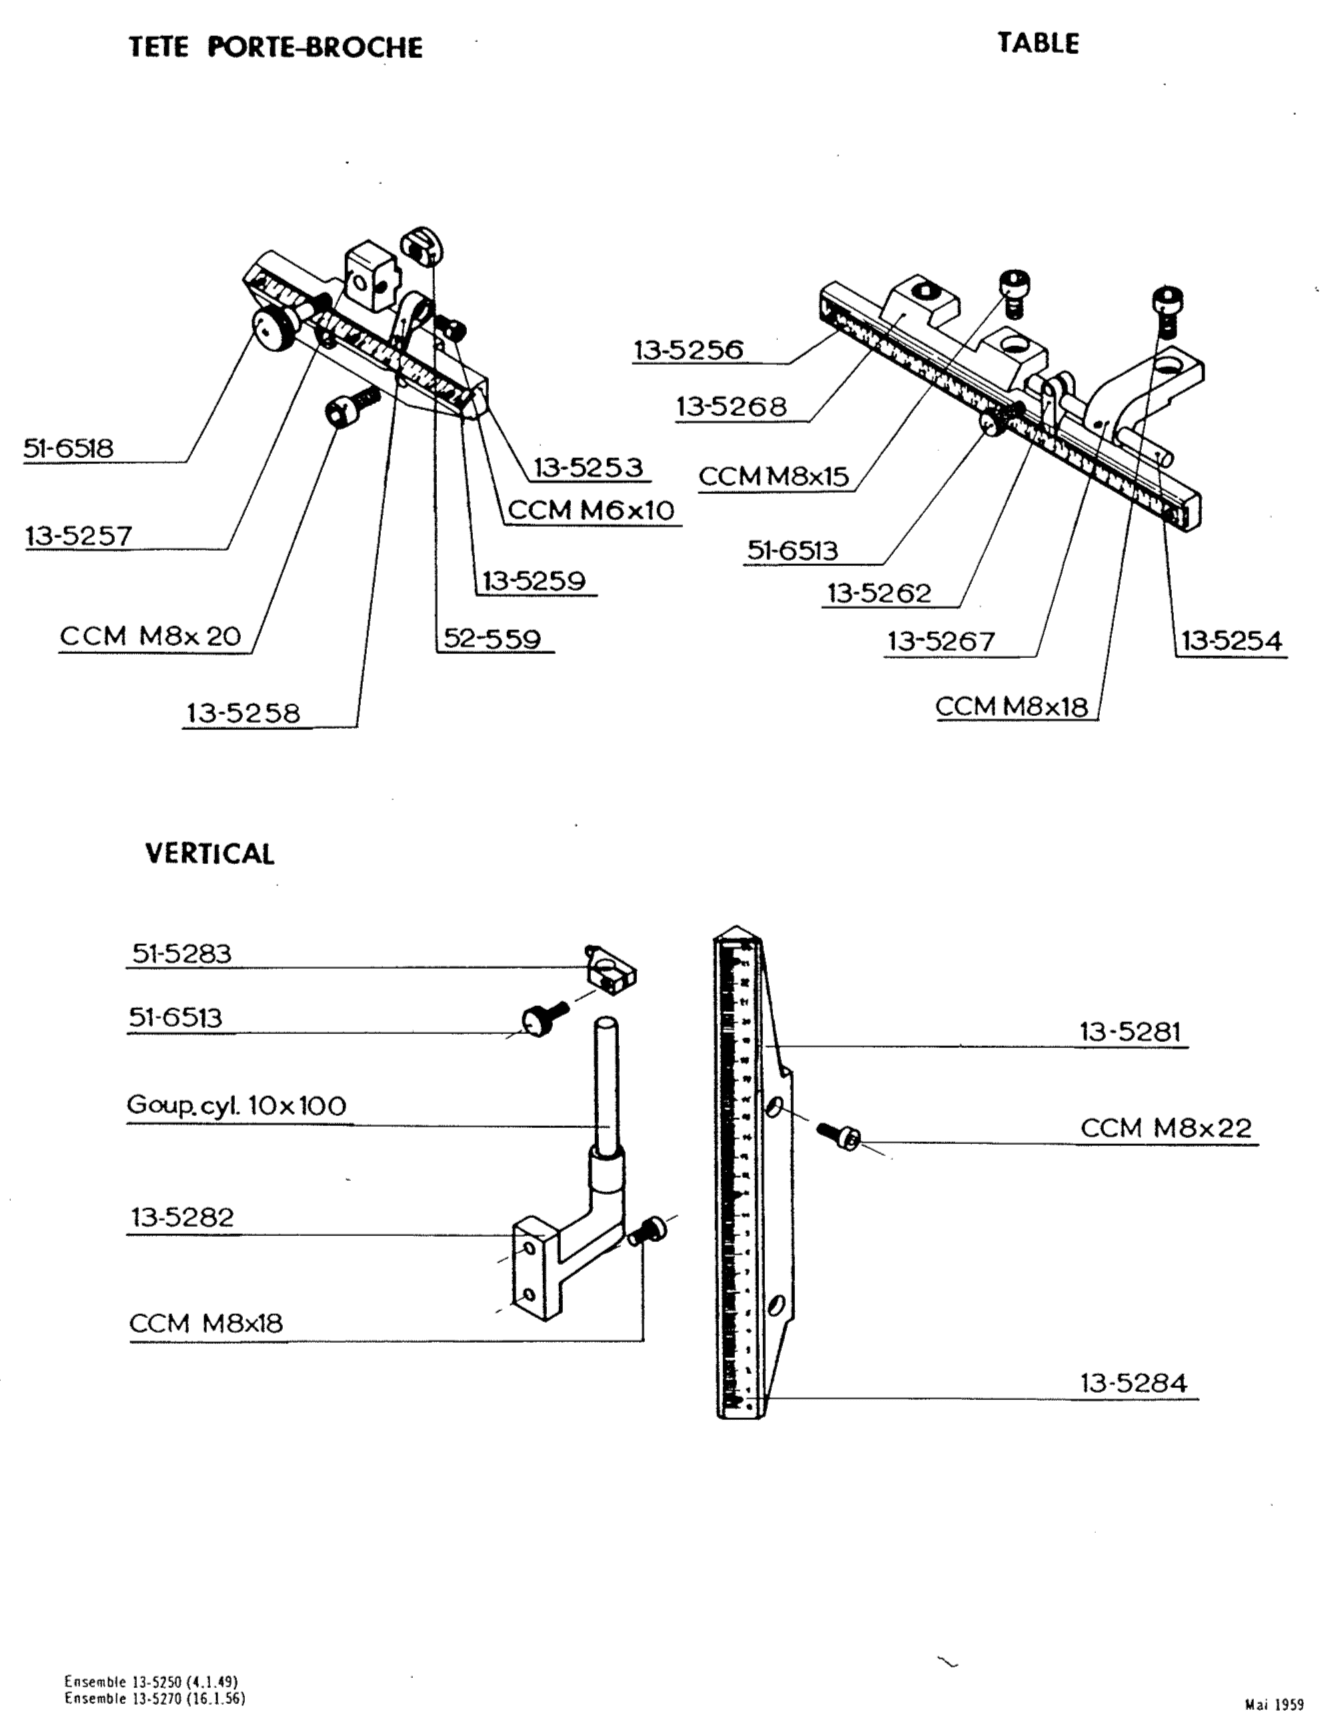 TETE PORTE-BROCHE
TABLE
51-6518
13-5257
CCM M8x20
13-5258
13-5253
CCM M6x10
13-5259
52-559
13-5256
13-5268
CCM M8x15
51-6513
13-5262
13-5267
CCM M8x18
13-5254
VERTICAL
51-5283
51-6513
Goup. cyl. 10x100
13-5282
CCM M8x18
13-5281
CCM M8x22
13-5284
Ensemble 13-5250 (4.1.49)
Ensemble 13-5270 (16.1.56)
Mai 1959